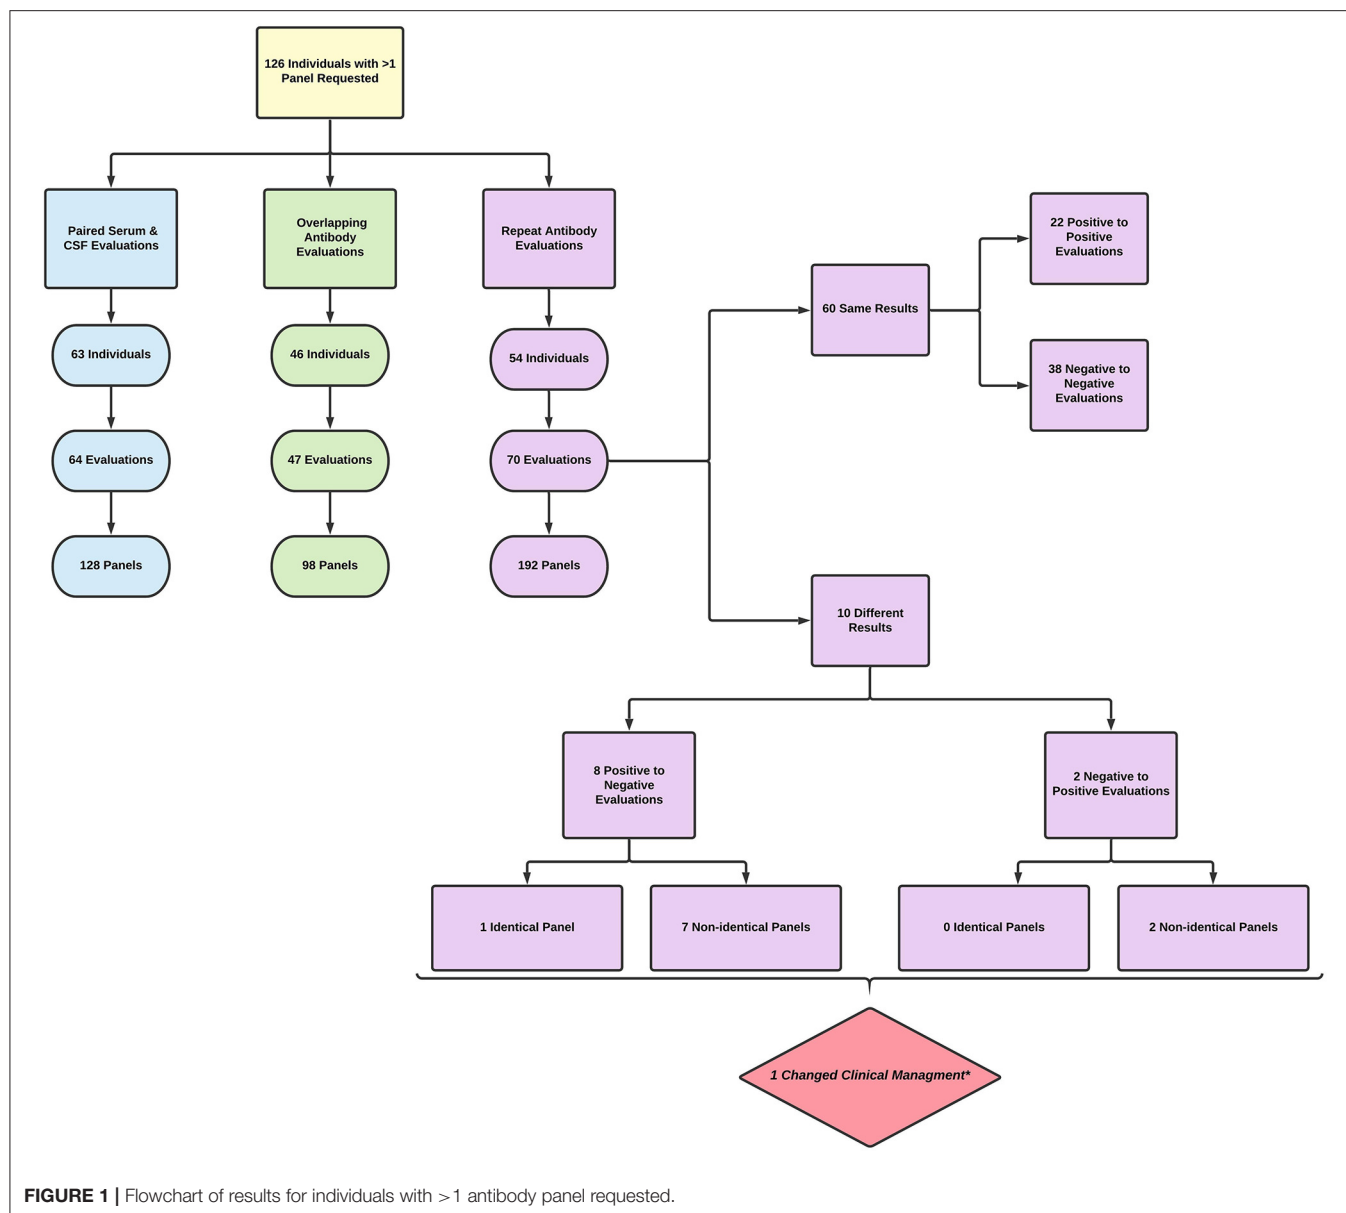 126 Individuals with >1
Panel Requested
Paired Serum &
CSF Evaluations
Overlapping
Antibody
Evaluations
Repeat Antibody
Evaluations
63 Individuals
46 Individuals
54 Individuals
64 Evaluations
47 Evaluations
70 Evaluations
128 Panels
98 Panels
192 Panels
60 Same Results
22 Positive to
Positive
Evaluations
38 Negative to
Negative
Evaluations
10 Different
Results
8 Positive to
Negative
Evaluations
2 Negative to
Positive Evaluations
1 Identical Panel
7 Non-identical Panels
0 Identical Panels
2 Non-identical Panels
1 Changed Clinical Managment*
FIGURE 1 | Flowchart of results for individuals with >1 antibody panel requested.